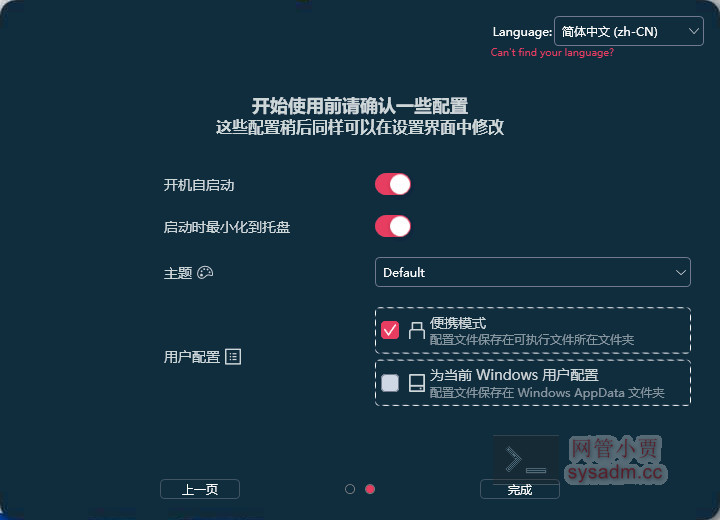 Language: 简体中文 (zh-CN)
Can't find your language?
开始使用前请确认一些配置
这些配置稍后同样可以在设置界面中修改
开机自启动
启动时最小化到托盘
主题
Default
用户配置
便携模式
配置文件保存在可执行文件所在文件夹
为当前 Windows 用户配置
配置文件保存在 Windows AppData 文件夹
网管小贾
sysadm.cc
上一页
完成